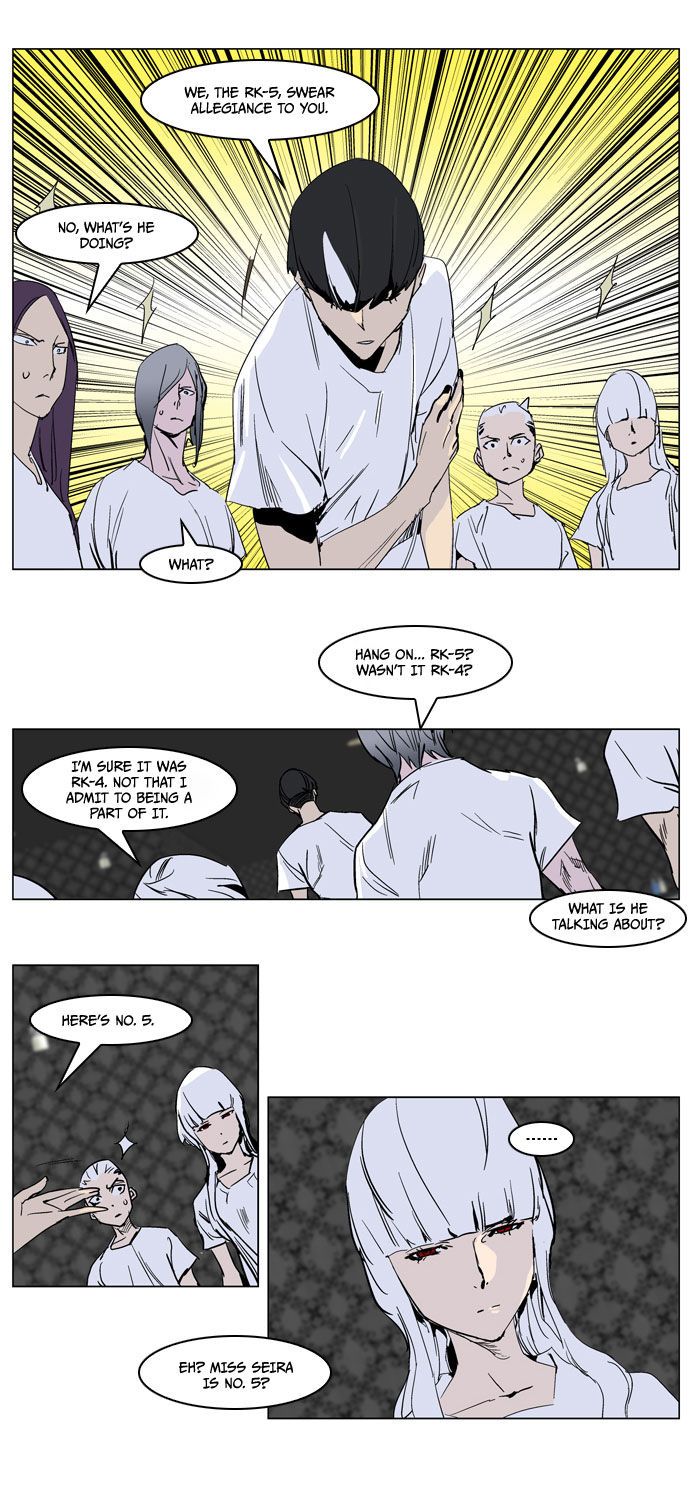 WE, THE RK-5, SWEAR
ALLEGIANCE TO YOU.
NO, WHAT'S HE
DOING?
WHAT?
HANG ON... RK-5?
WASN'T IT RK-4?
I'M SURE IT WAS
RK-4. NOT THAT I
ADMIT TO BEING A
PART OF IT.
WHAT IS HE
TALKING ABOUT?
HERE'S NO. 5.
------
EH? MISS SEIRA
IS NO. 5?